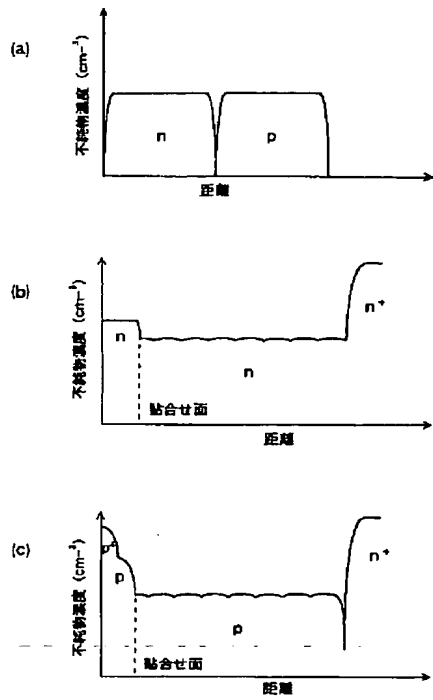 (a)
不純物濃度 (cm⁻³)
n
p
距離
(b)
不純物濃度 (cm⁻³)
n
n
n⁺
貼合せ面
距離
(c)
不純物濃度 (cm⁻³)
p
p
n⁺
貼合せ面
距離